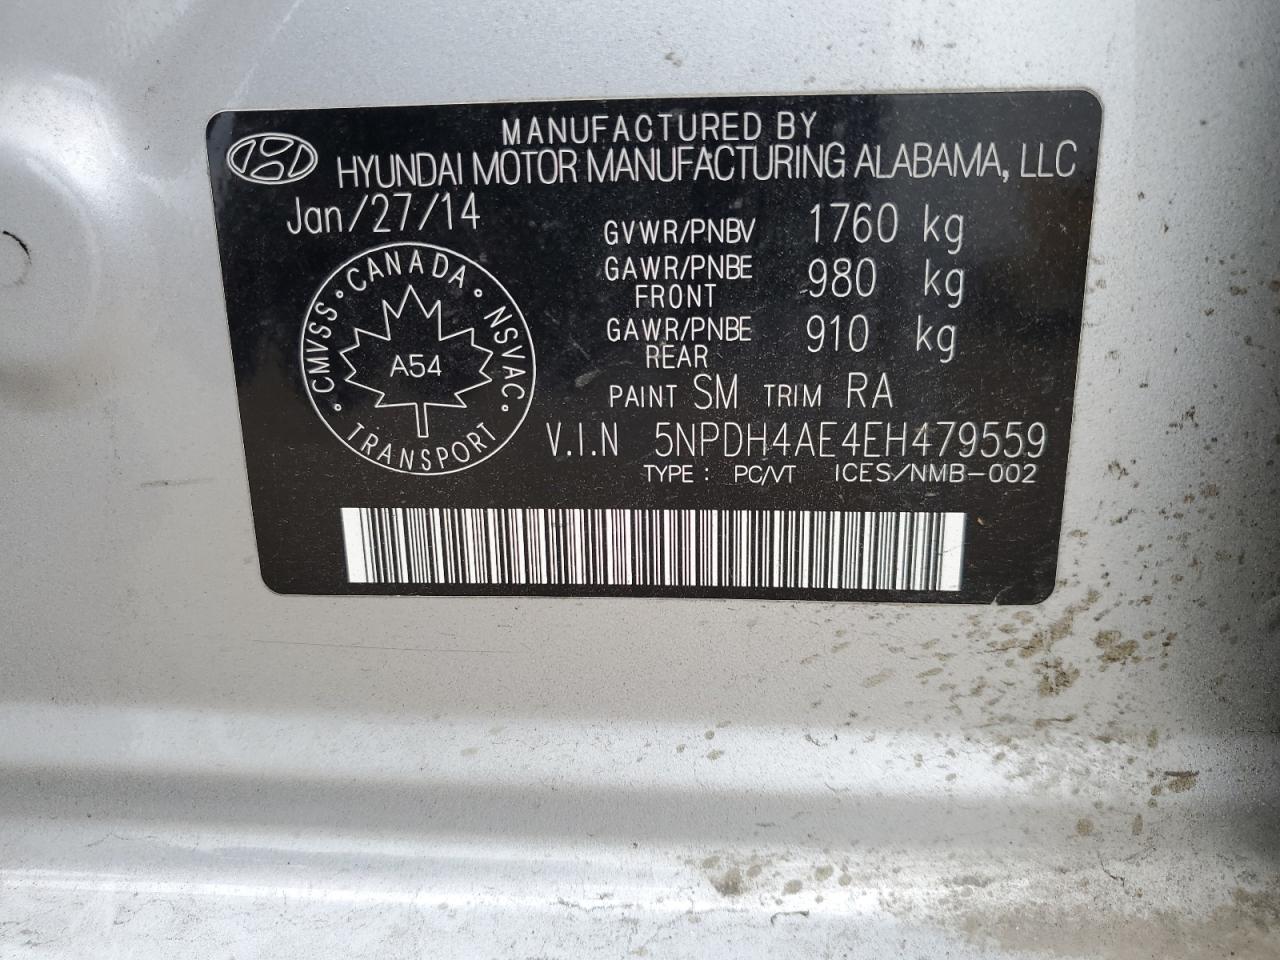 MANUFACTURED BY
HYUNDAI MOTOR MANUFACTURING ALABAMA, LLC
Jan/27/14
GVWR/PNBV 1760 kg
GAWR/PNBE 980 kg
FRONT
GAWR/PNBE 910 kg
REAR
PAINT SM TRIM RA
V.I.N 5NPDH4AE4EH479559
TYPE : PC/VT ICES/NMB-002
· CMVSS · CANADA · NSVAC ·
A54
TRANSPORT